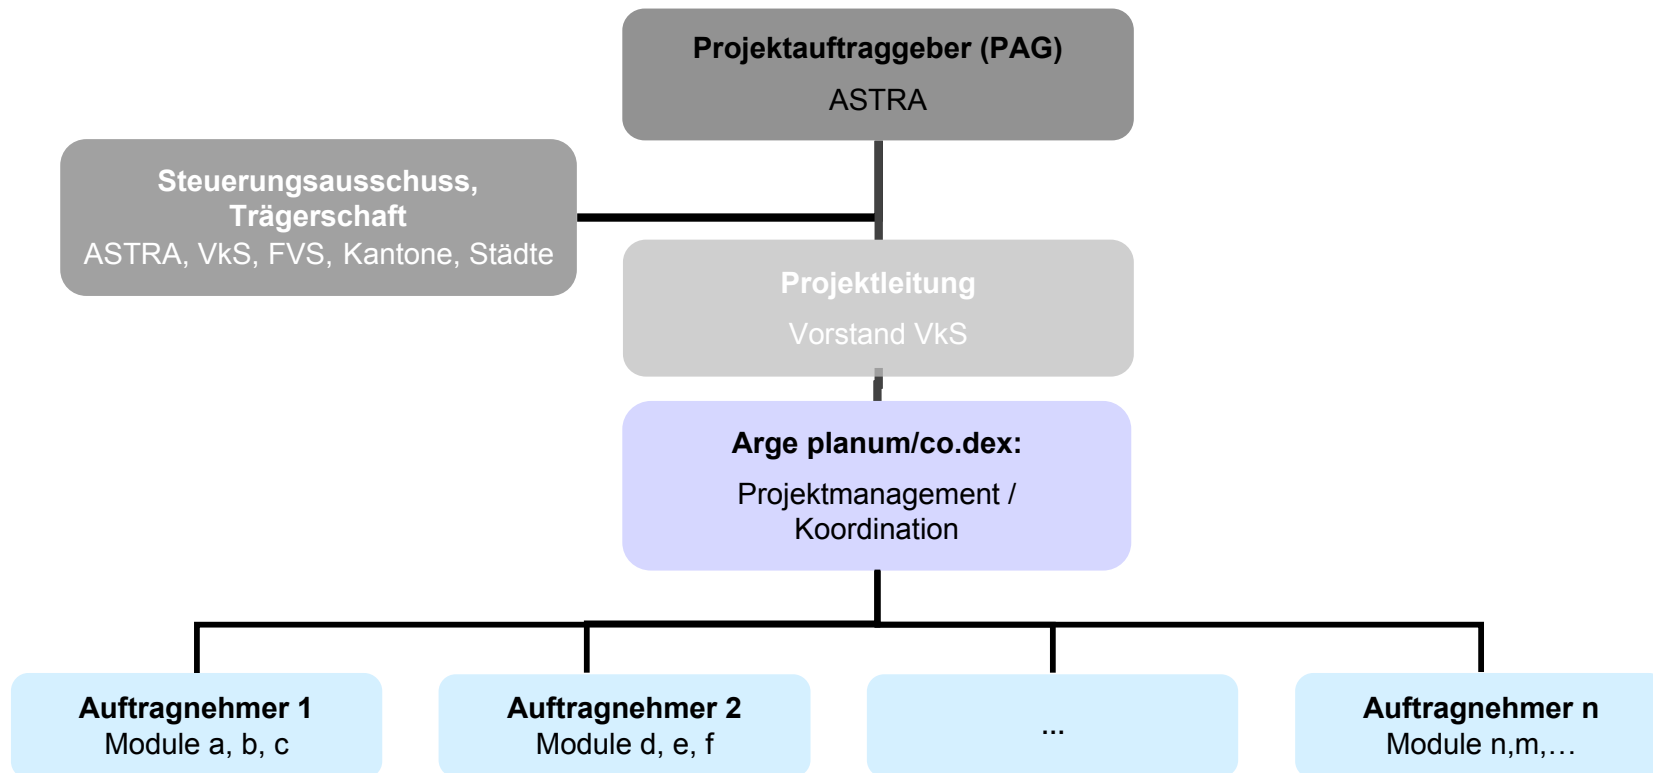 Projektauftraggeber (PAG)
ASTRA
Steuerungsausschuss,
Trägerschaft
ASTRA, VkS, FVS, Kantone, Städte
Projektleitung
Vorstand VkS
Arge planum/co.dex:
Projektmanagement /
Koordination
Auftragnehmer 1
Module a, b, c
Auftragnehmer 2
Module d, e, f
...
Auftragnehmer n
Module n,m,…